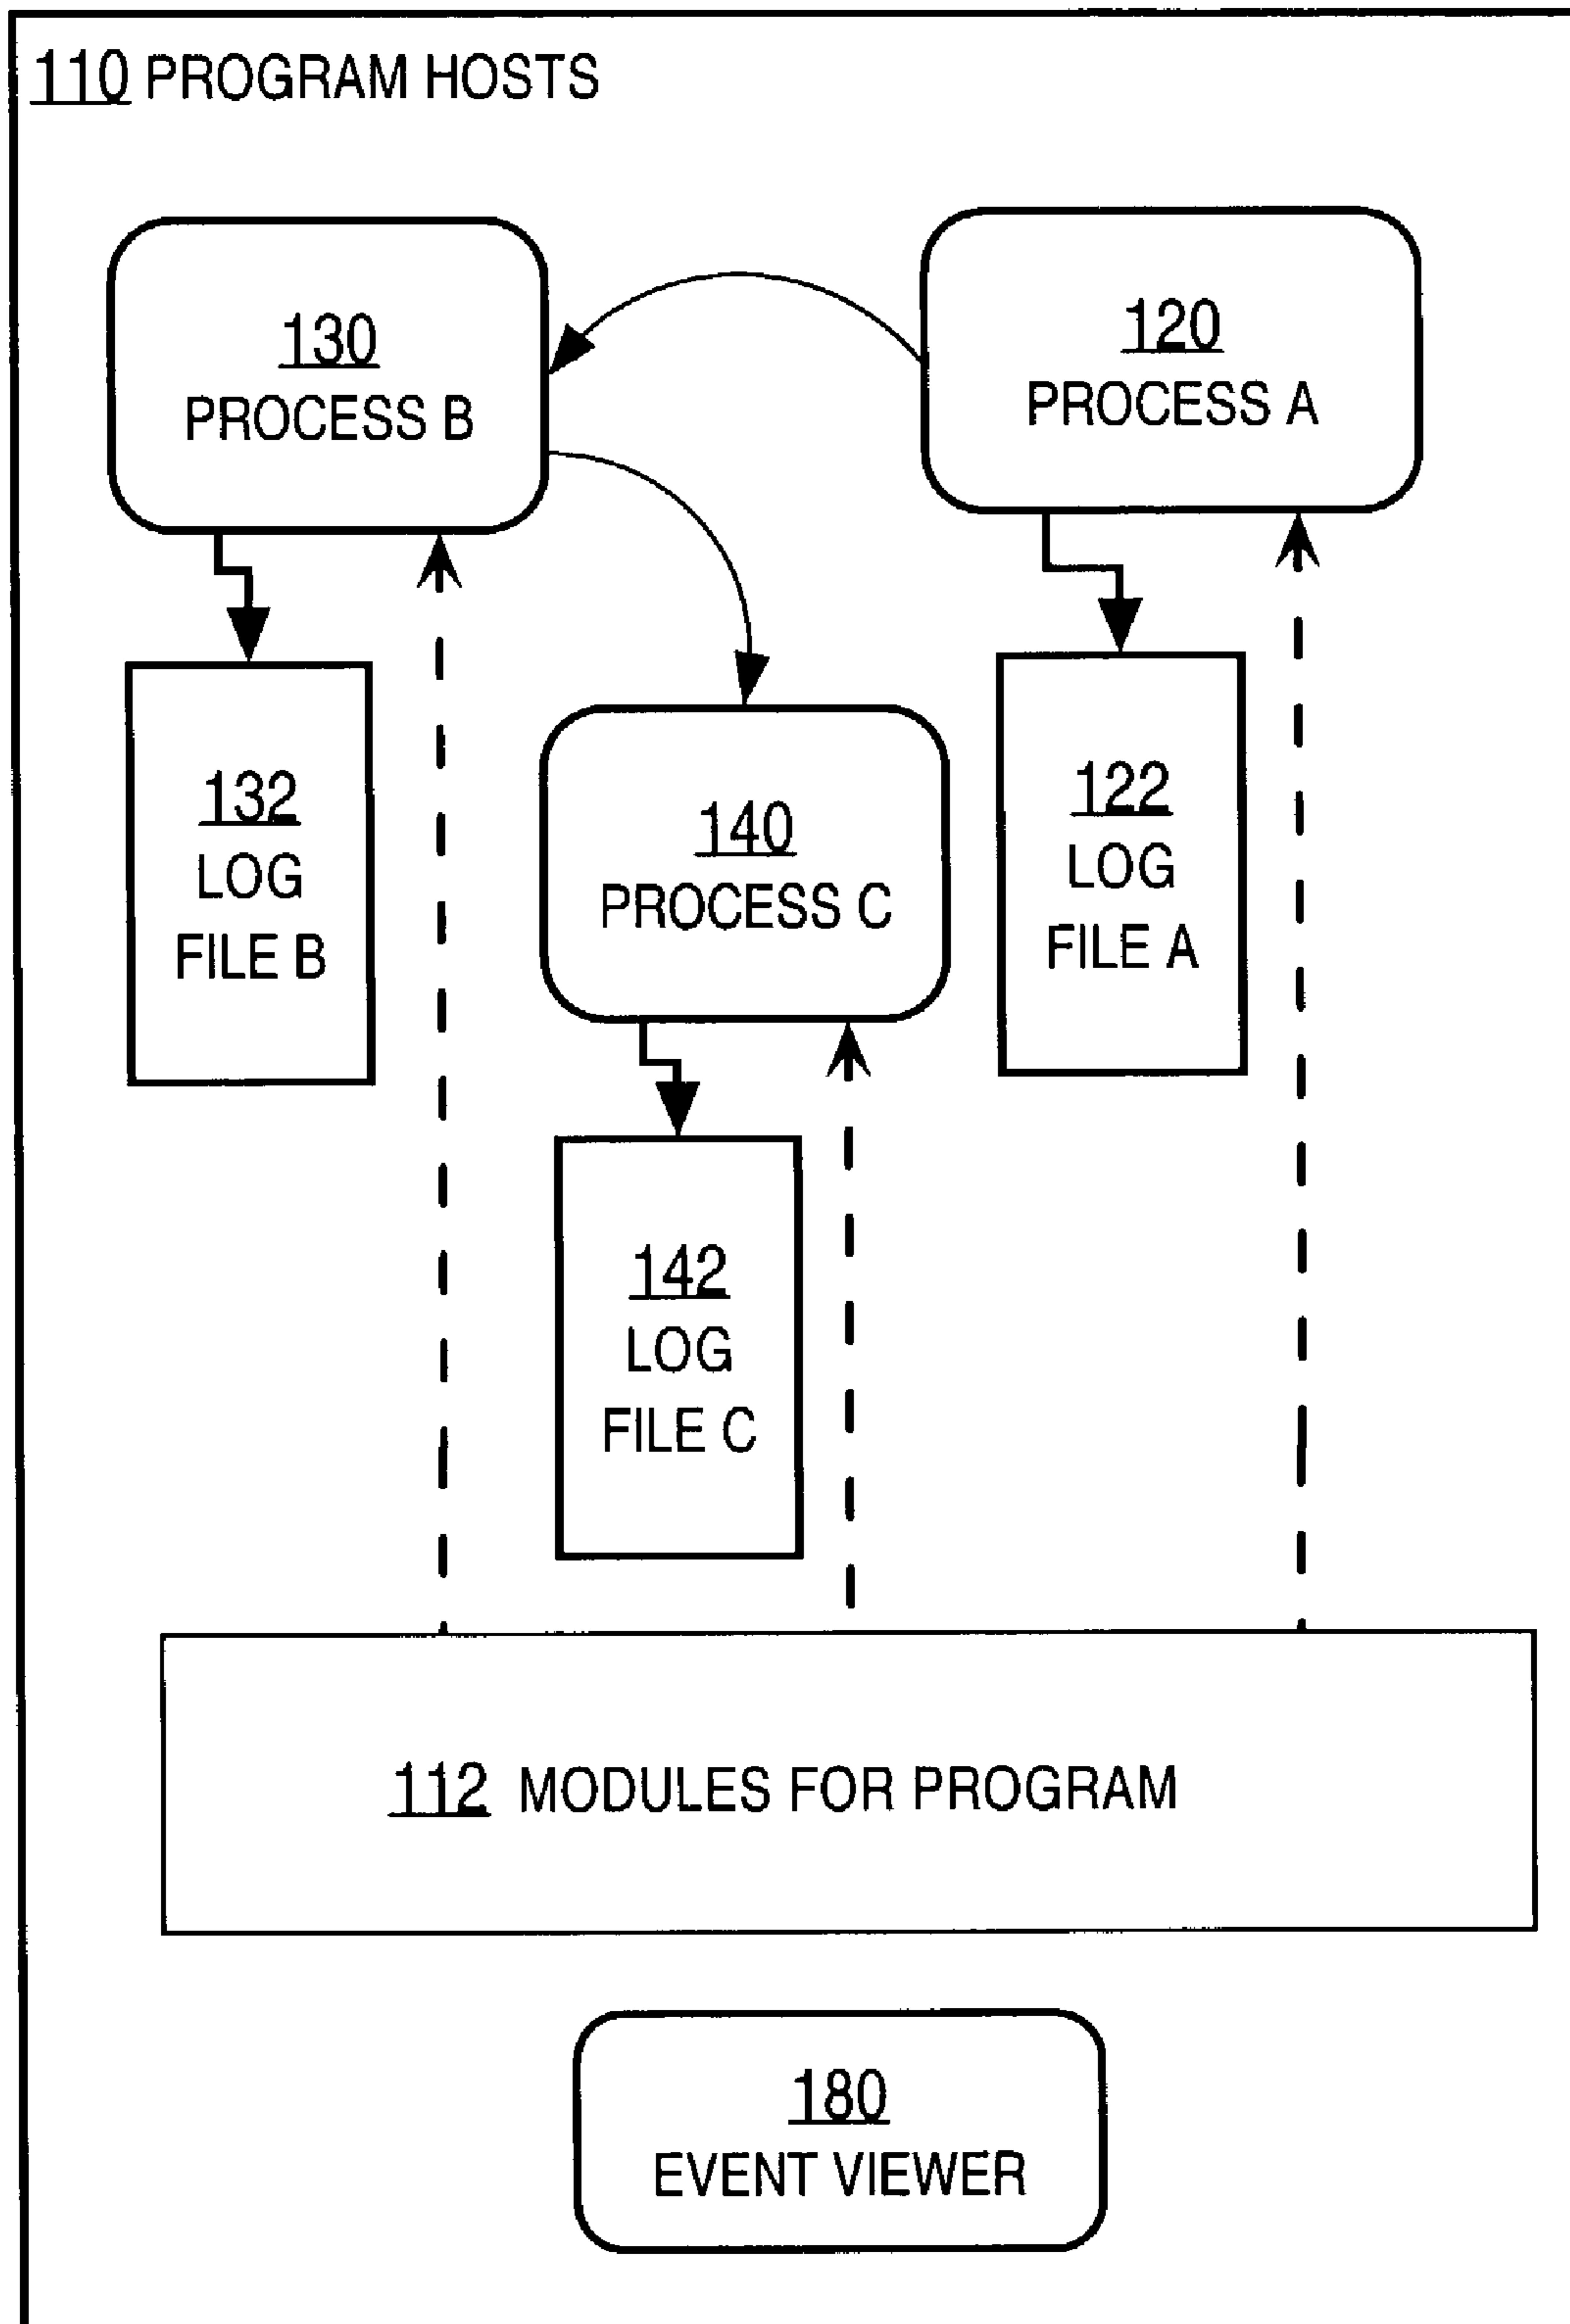 110 PROGRAM HOSTS
130
PROCESS B
120
PROCESS A
132
LOG
FILE B
140
PROCESS C
122
LOG
FILE A
142
LOG
FILE C
112 MODULES FOR PROGRAM
180
EVENT VIEWER